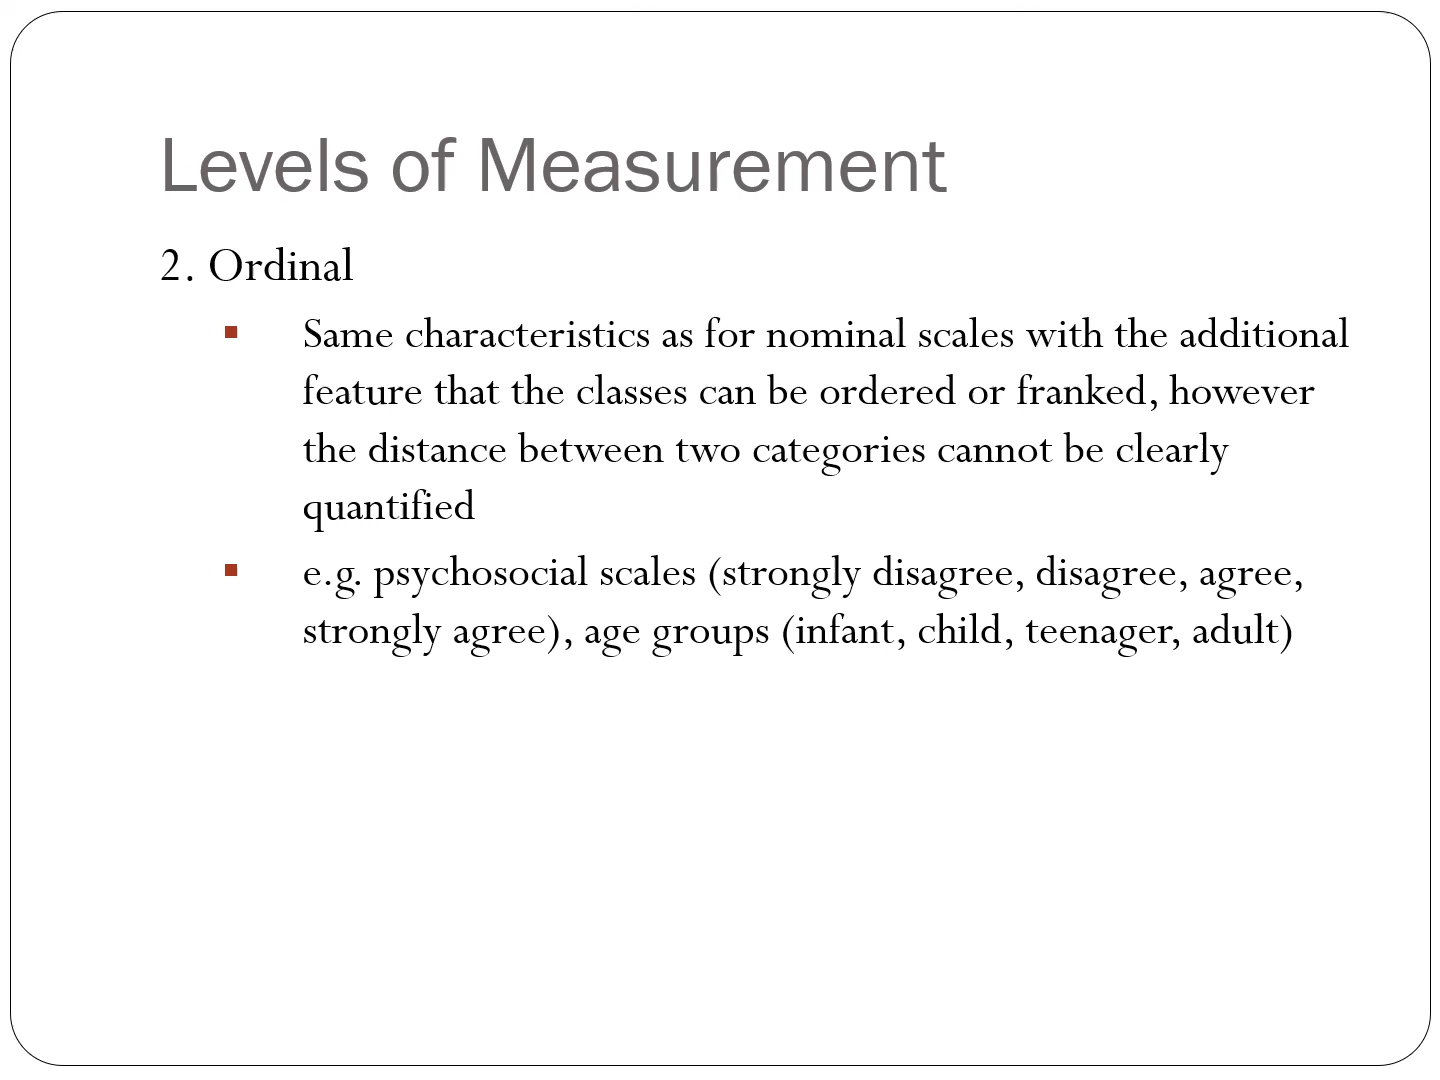 Levels of Measurement
2. Ordinal
Same characteristics as for nominal scales with the additional
feature that the classes can be ordered or franked, however
the distance between two categories cannot be clearly
quantified
e.g. psychosocial scales (strongly disagree, disagree, agree,
strongly agree), age groups (infant, child, teenager, adult)